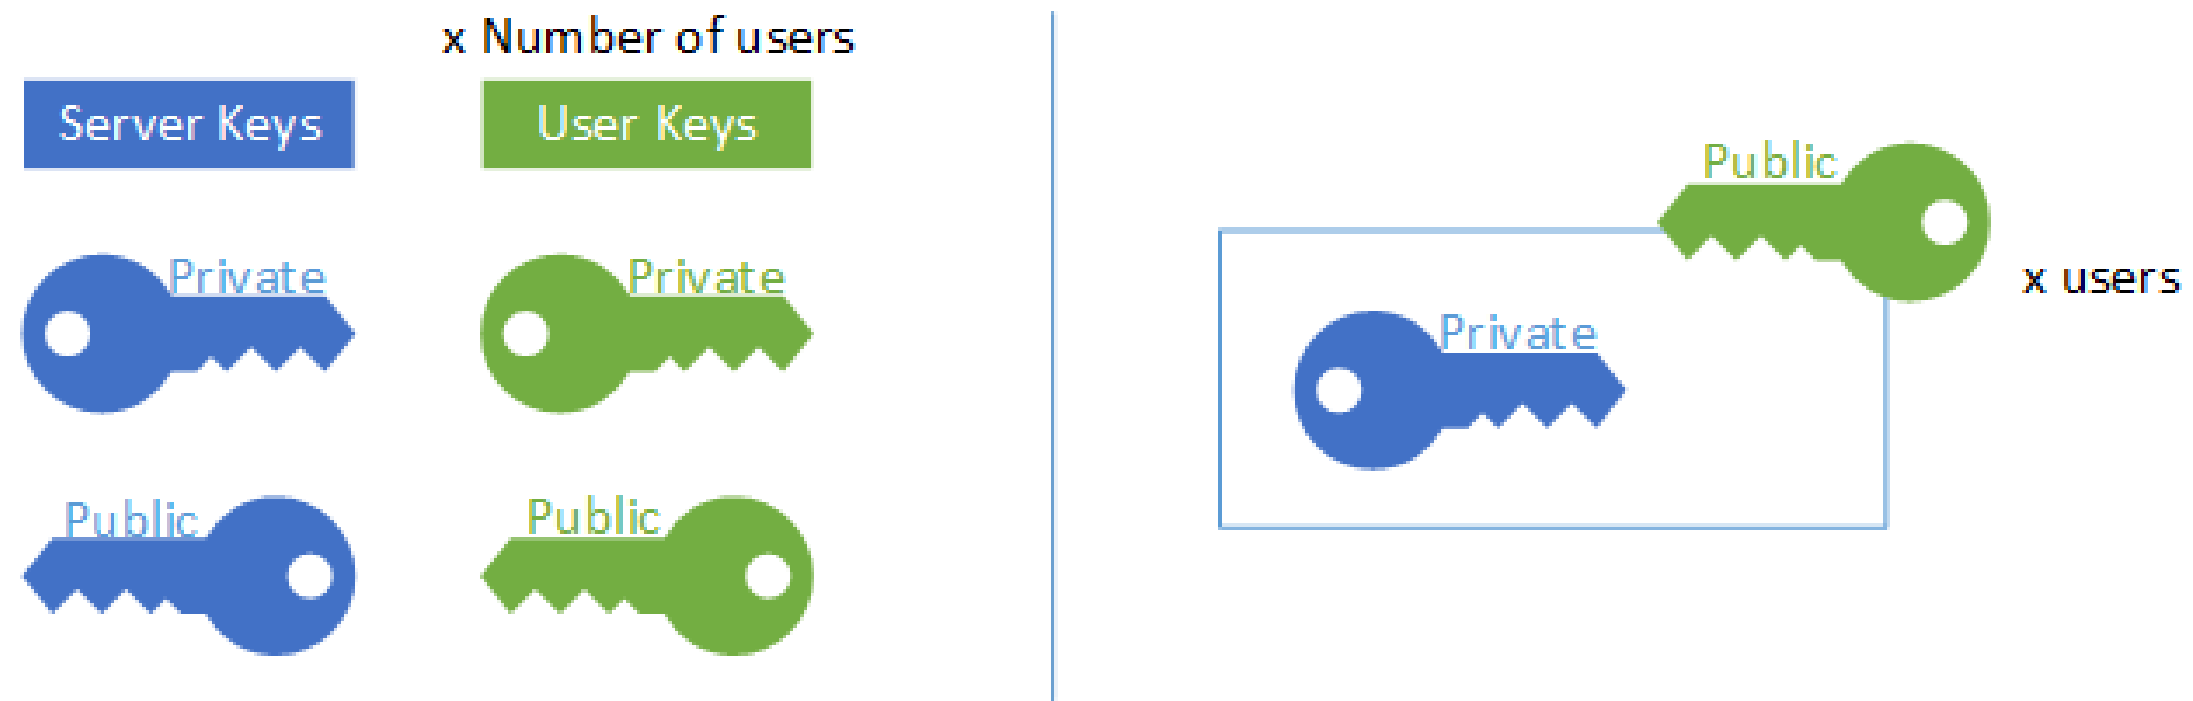 x Number of users
Server Keys
User Keys
Private
Private
Public
Public
Public
Private
x users